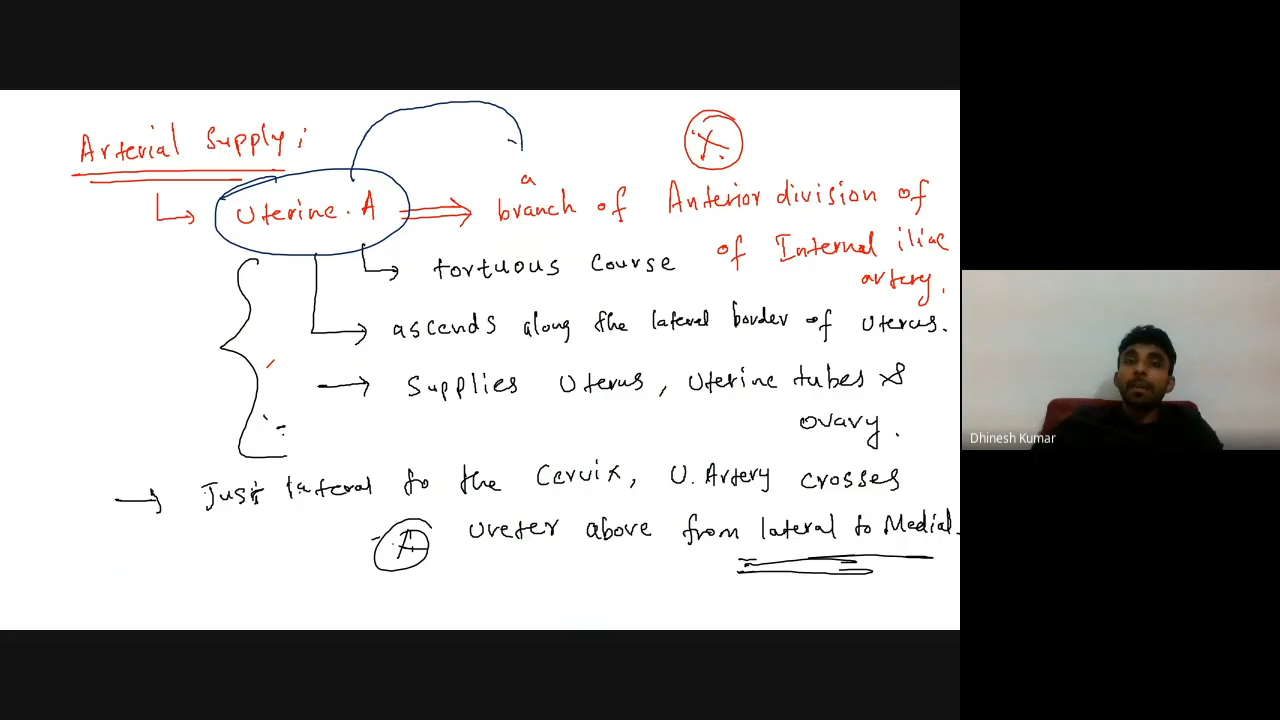 Arterial Supply;
Uterine.A ⇒ a branch of Anterior division of
of Internal iliac
artery.
→ tortuous course
→ ascends along the lateral border of uterus.
→ Supplies Uterus, Uterine tubes &
ovary.
→ Just lateral to the Cervix, U. Artery crosses
ureter above from lateral to Medial.
Dhinesh Kumar